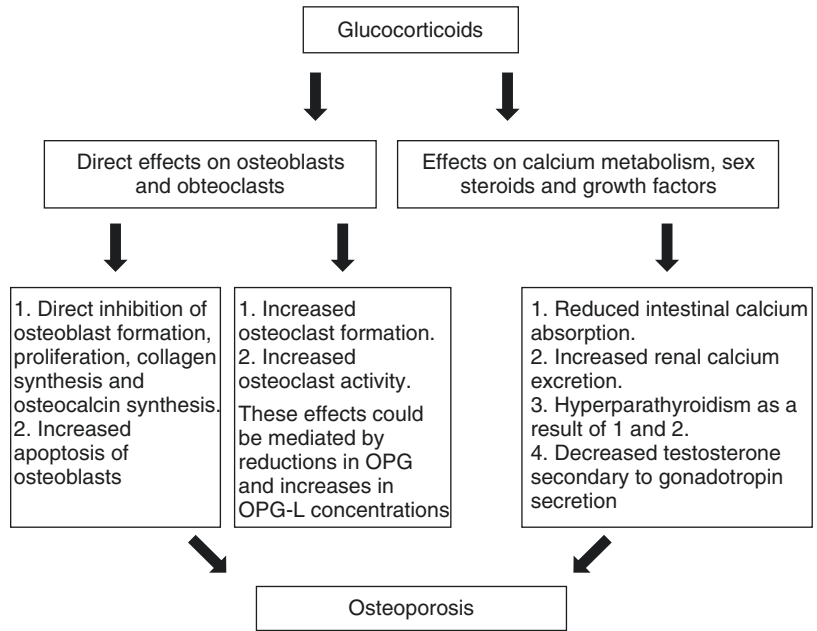 Glucocorticoids
Direct effects on osteoblasts
and obteoclasts
Effects on calcium metabolism, sex
steroids and growth factors
1. Direct inhibition of
osteoblast formation,
proliferation, collagen
synthesis and
osteocalcin synthesis.
2. Increased
apoptosis of
osteoblasts
1. Increased
osteoclast formation.
2. Increased
osteoclast activity.
These effects could
be mediated by
reductions in OPG
and increases in
OPG-L concentrations
1. Reduced intestinal calcium
absorption.
2. Increased renal calcium
excretion.
3. Hyperparathyroidism as a
result of 1 and 2.
4. Decreased testosterone
secondary to gonadotropin
secretion
Osteoporosis